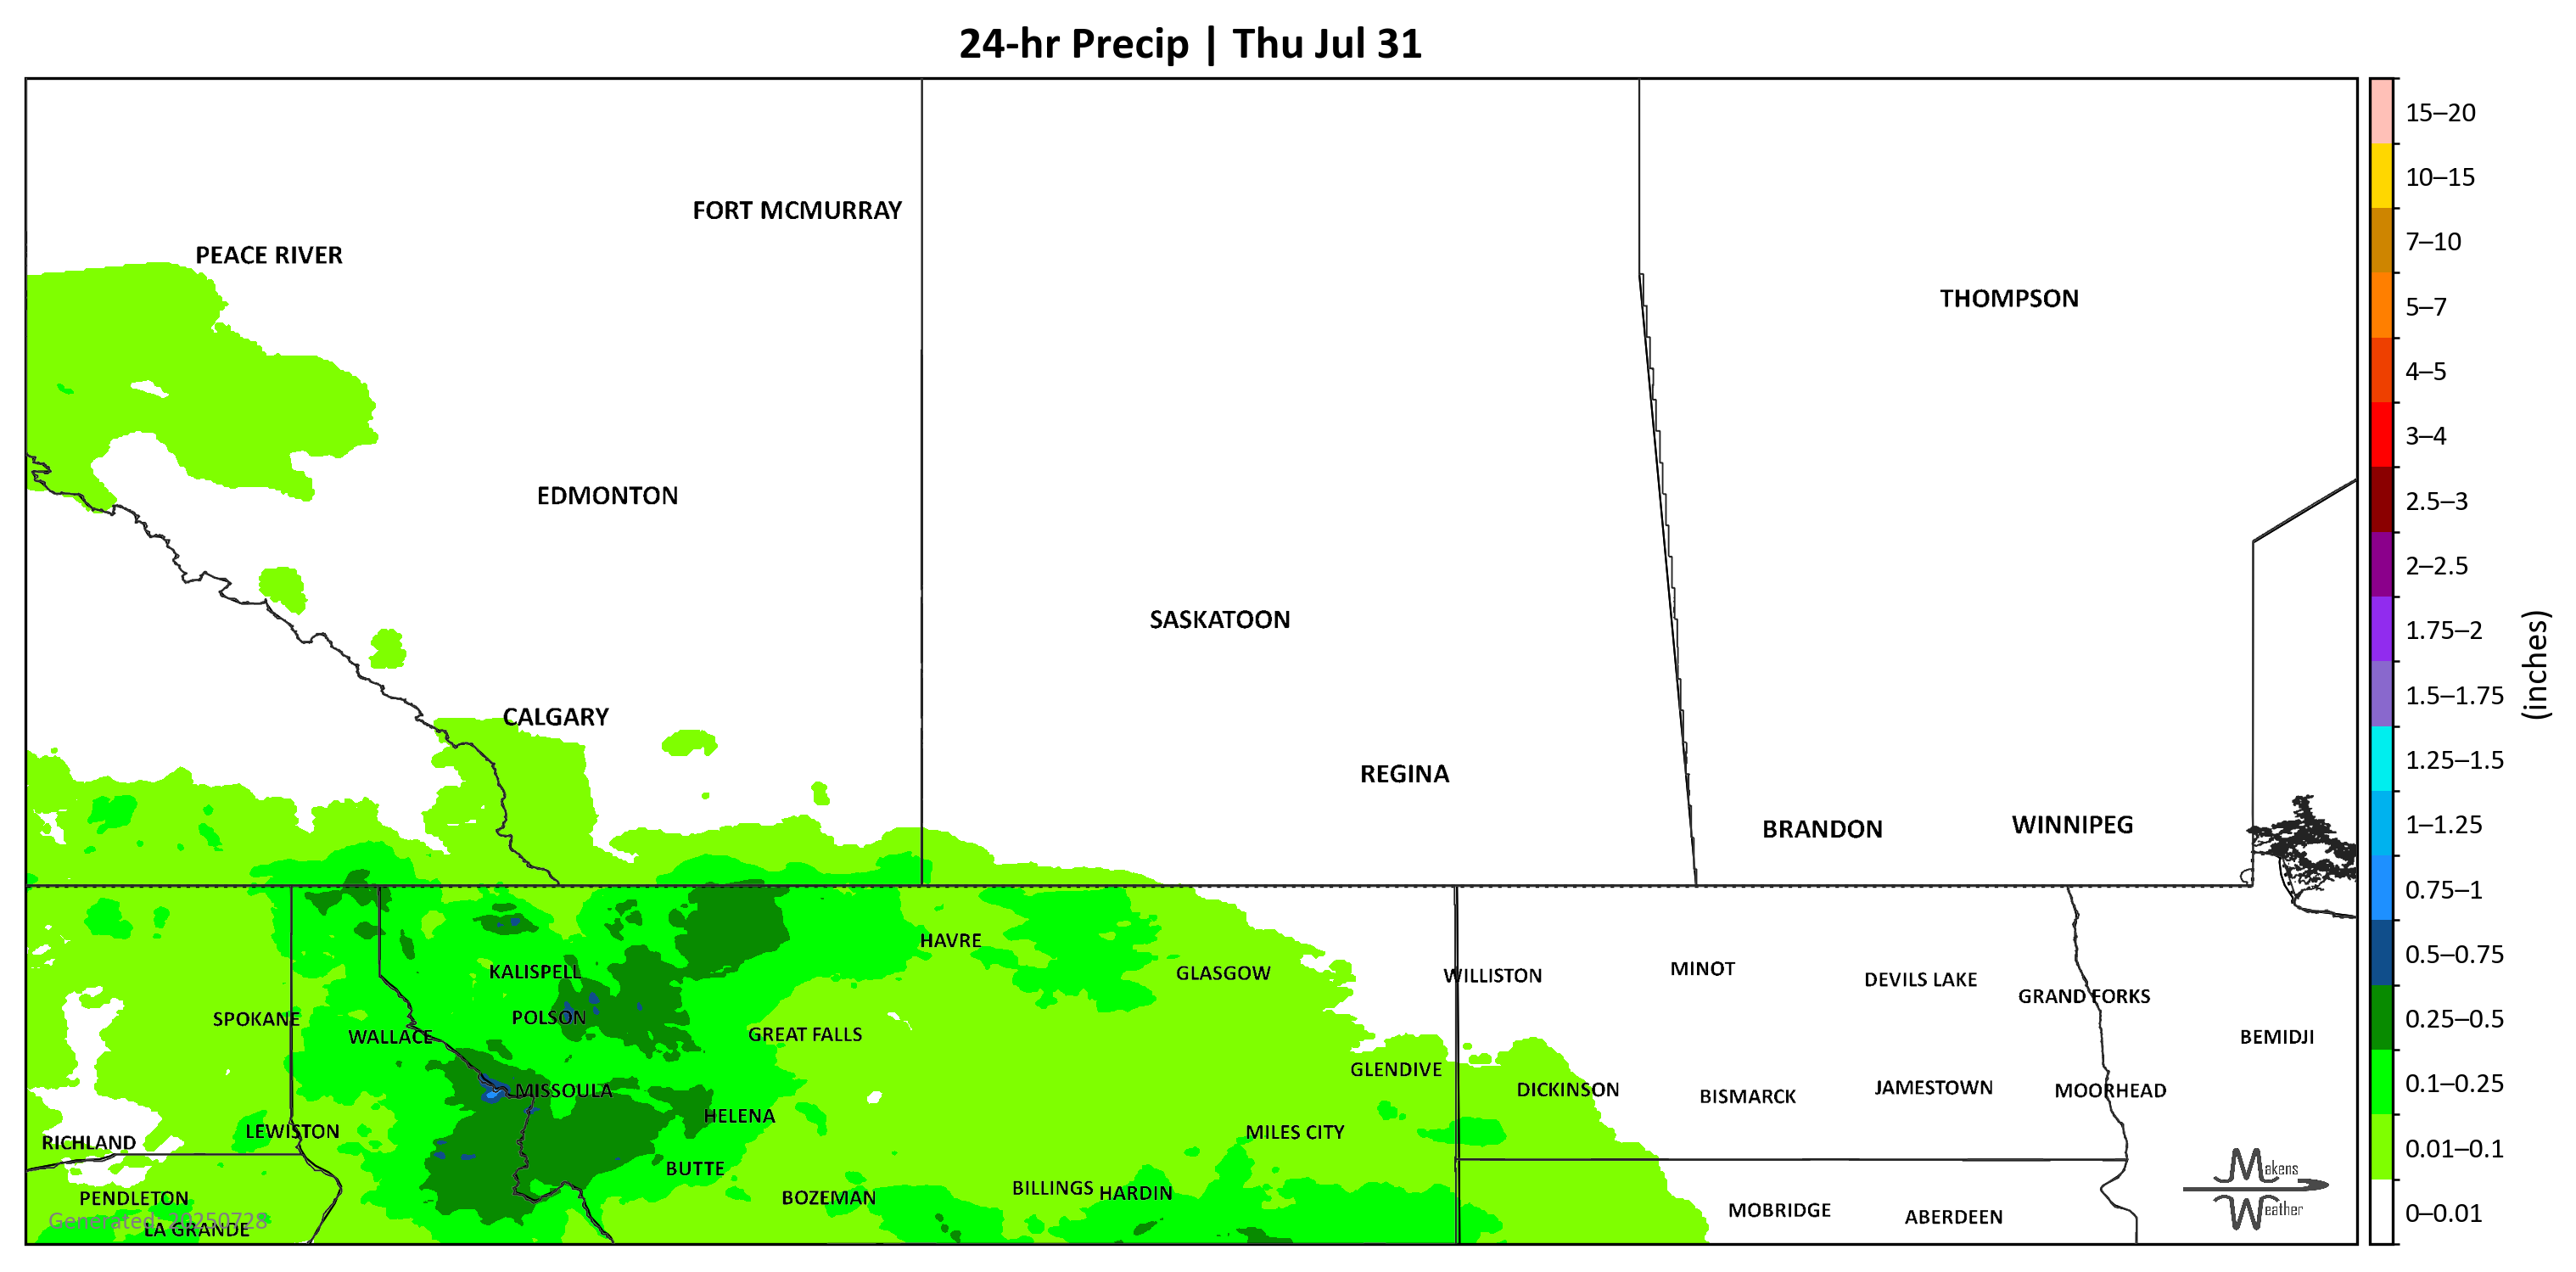 24-hr Precip | Thu Jul 31
FORT MCMURRAY
PEACE RIVER
THOMPSON
EDMONTON
SASKATOON
CALGARY
REGINA
BRANDON
WINNIPEG
HAVRE
KALISPELL
GLASGOW
WILLISTON
MINOT
DEVILS LAKE
GRAND FORKS
SPOKANE
POLSON
WALLACE
GREAT FALLS
BEMIDJI
GLENDIVE
MISSOULA
DICKINSON
BISMARCK
JAMESTOWN
MOORHEAD
HELENA
LEWISTON
MILES CITY
RICHLAND
BUTTE
PENDLETON
BOZEMAN
BILLINGS
HARDIN
MOBRIDGE
ABERDEEN
Generated: 20250728
LA GRANDE
Makens
Weather
15–20
10–15
7–10
5–7
4–5
3–4
2.5–3
2–2.5
1.75–2
1.5–1.75
1.25–1.5
1–1.25
0.75–1
0.5–0.75
0.25–0.5
0.1–0.25
0.01–0.1
0–0.01
(inches)